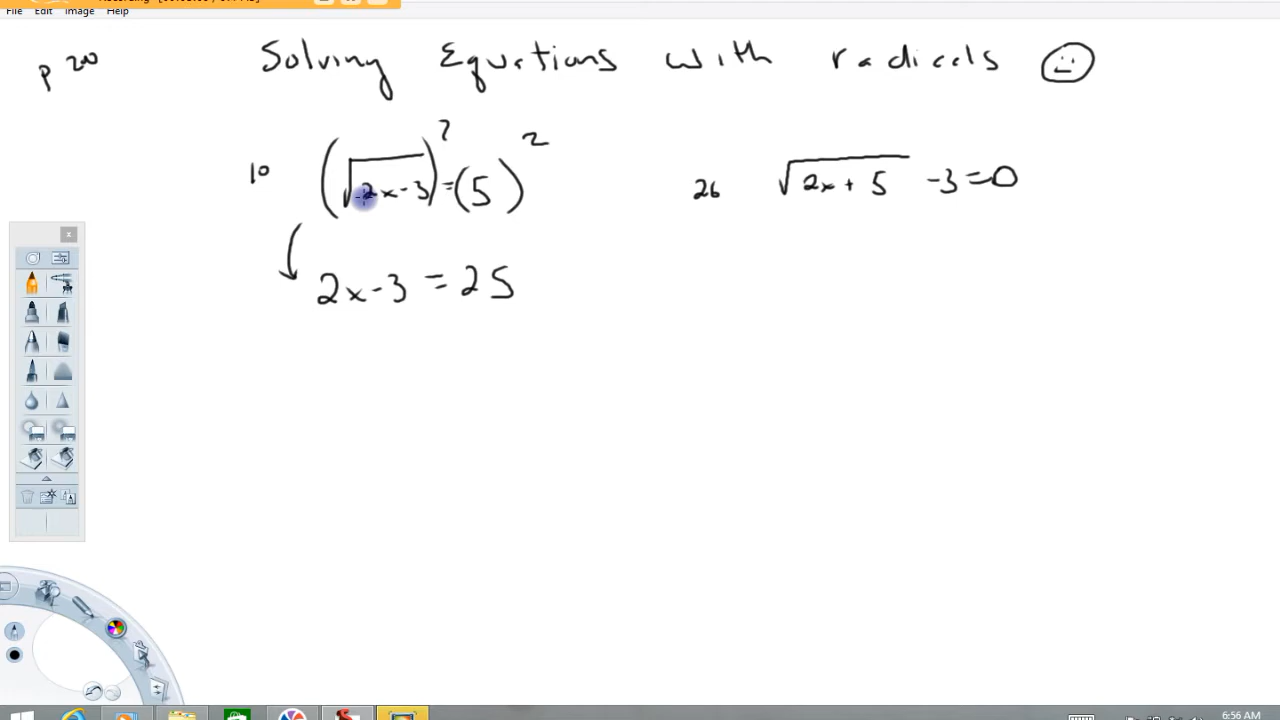 File Edit Image Help
p 200 Solving Equations with radicals
10 (√2x-3)² = (5)²
26 √2x + 5 -3 = 0
2x-3 = 25
6:56 AM